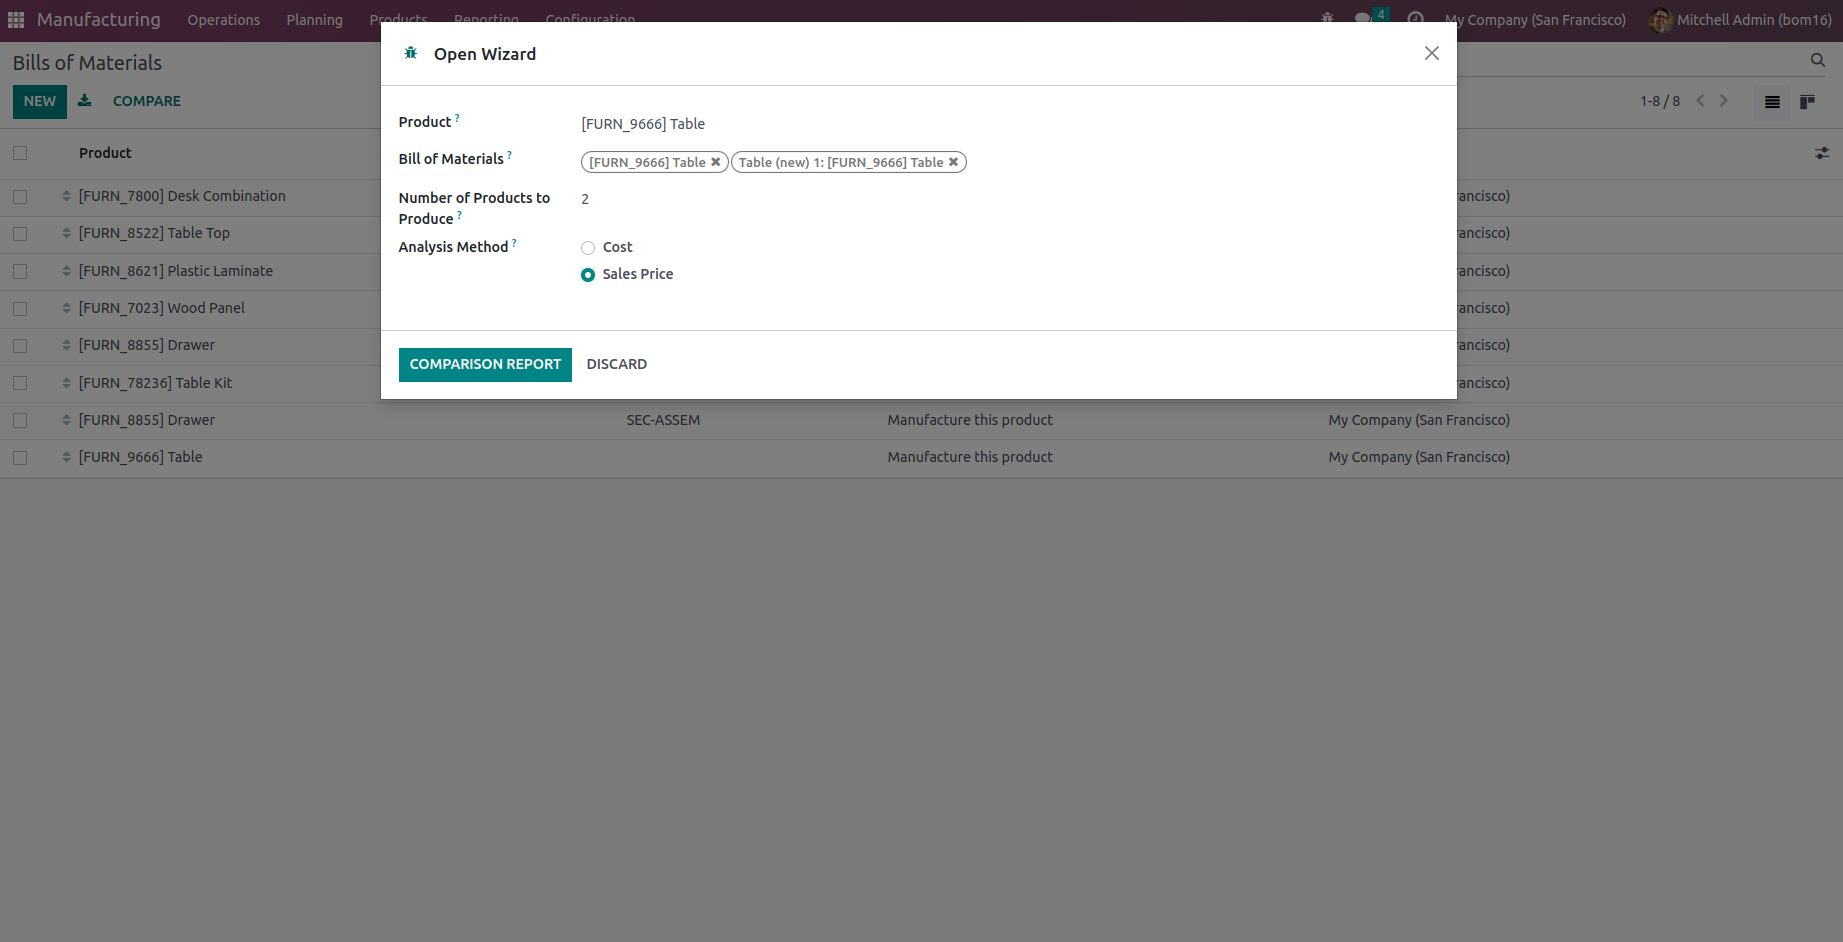 Manufacturing Operations Planning Products Reporting Configuration 4 My Company (San Francisco) Mitchell Admin (bom16)
Open Wizard
Bills of Materials
NEW COMPARE 1-8 / 8
Product ? [FURN_9666] Table
Bill of Materials ? [FURN_9666] Table ✖ Table (new) 1: [FURN_9666] Table ✖
Number of Products to Produce ? 2
Analysis Method ? Cost
Sales Price
COMPARISON REPORT DISCARD
Product
[FURN_7800] Desk Combination ancisco)
[FURN_8522] Table Top ancisco)
[FURN_8621] Plastic Laminate ancisco)
[FURN_7023] Wood Panel ancisco)
[FURN_8855] Drawer ancisco)
[FURN_78236] Table Kit ancisco)
[FURN_8855] Drawer SEC-ASSEM Manufacture this product My Company (San Francisco)
[FURN_9666] Table Manufacture this product My Company (San Francisco)